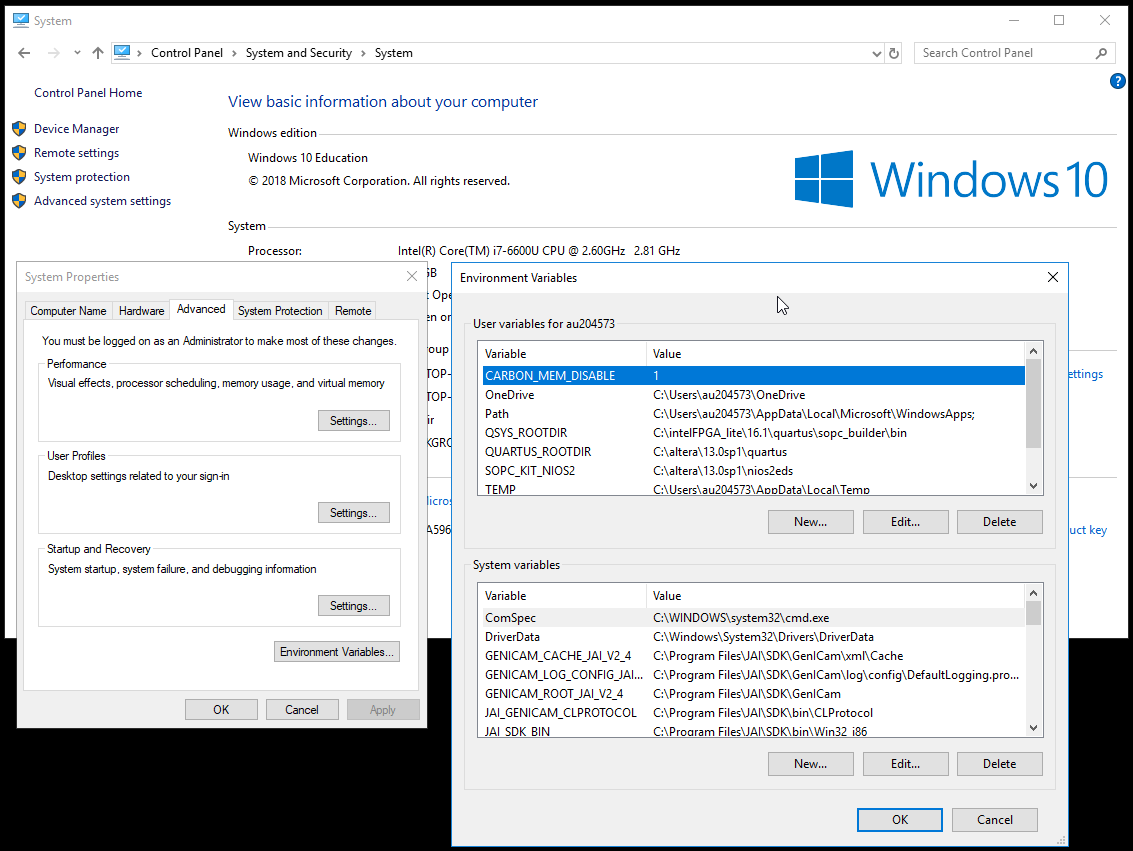 System
Control Panel > System and Security > System
Search Control Panel
Control Panel Home
Device Manager
Remote settings
System protection
Advanced system settings
?
View basic information about your computer
Windows edition
Windows 10 Education
© 2018 Microsoft Corporation. All rights reserved.
Windows 10
System
Processor:
Intel(R) Core(TM) i7-6600U CPU @ 2.60GHz 2.81 GHz
System Properties
Computer Name
Hardware
Advanced
System Protection
Remote
You must be logged on as an Administrator to make most of these changes.
Performance
Visual effects, processor scheduling, memory usage, and virtual memory
Settings...
User Profiles
Desktop settings related to your sign-in
Settings...
Startup and Recovery
System startup, system failure, and debugging information
Settings...
Environment Variables...
OK
Cancel
Apply
GB
t Ope
en or
roup
TOP-
TOP-
ir
KGRO
icros
A596
ettings
uct key
Environment Variables
User variables for au204573
Variable Value
CARBON_MEM_DISABLE 1
OneDrive C:\Users\au204573\OneDrive
Path C:\Users\au204573\AppData\Local\Microsoft\WindowsApps;
QSYS_ROOTDIR C:\intelFPGA_lite\16.1\quartus\sopc_builder\bin
QUARTUS_ROOTDIR C:\altera\13.0sp1\quartus
SOPC_KIT_NIOS2 C:\altera\13.0sp1\nios2eds
TEMP C:\Users\au204573\AppData\Local\Temp
New...
Edit...
Delete
System variables
Variable Value
ComSpec C:\WINDOWS\system32\cmd.exe
DriverData C:\Windows\System32\Drivers\DriverData
GENICAM_CACHE_JAI_V2_4 C:\Program Files\JAI\SDK\GenICam\xml\Cache
GENICAM_LOG_CONFIG_JAI... C:\Program Files\JAI\SDK\GenICam\log\config\DefaultLogging.pro...
GENICAM_ROOT_JAI_V2_4 C:\Program Files\JAI\SDK\GenICam
JAI_GENICAM_CLPROTOCOL C:\Program Files\JAI\SDK\bin\CLProtocol
JAI_SDK_BIN C:\Program Files\JAI\SDK\bin\Win32_i86
New...
Edit...
Delete
OK
Cancel